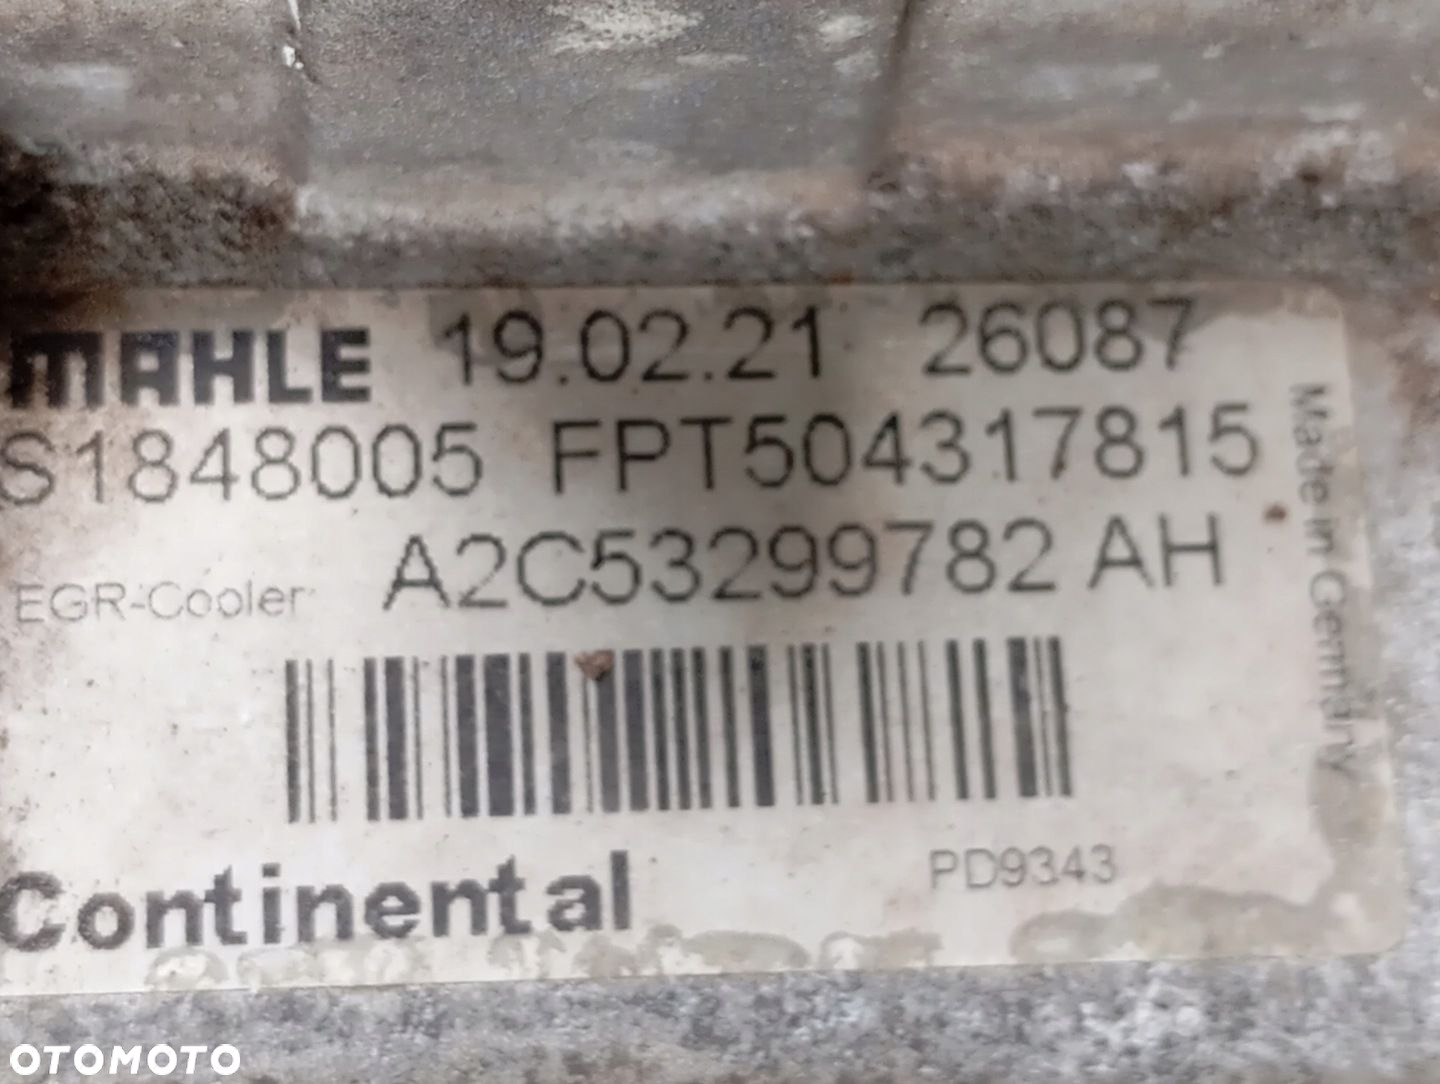 MAHLE 19.02.21 26087
S1848005 FPT504317815
EGR-Cooler A2C53299782 AH
Made in Germany
Continental PD9343
OTOMOTO